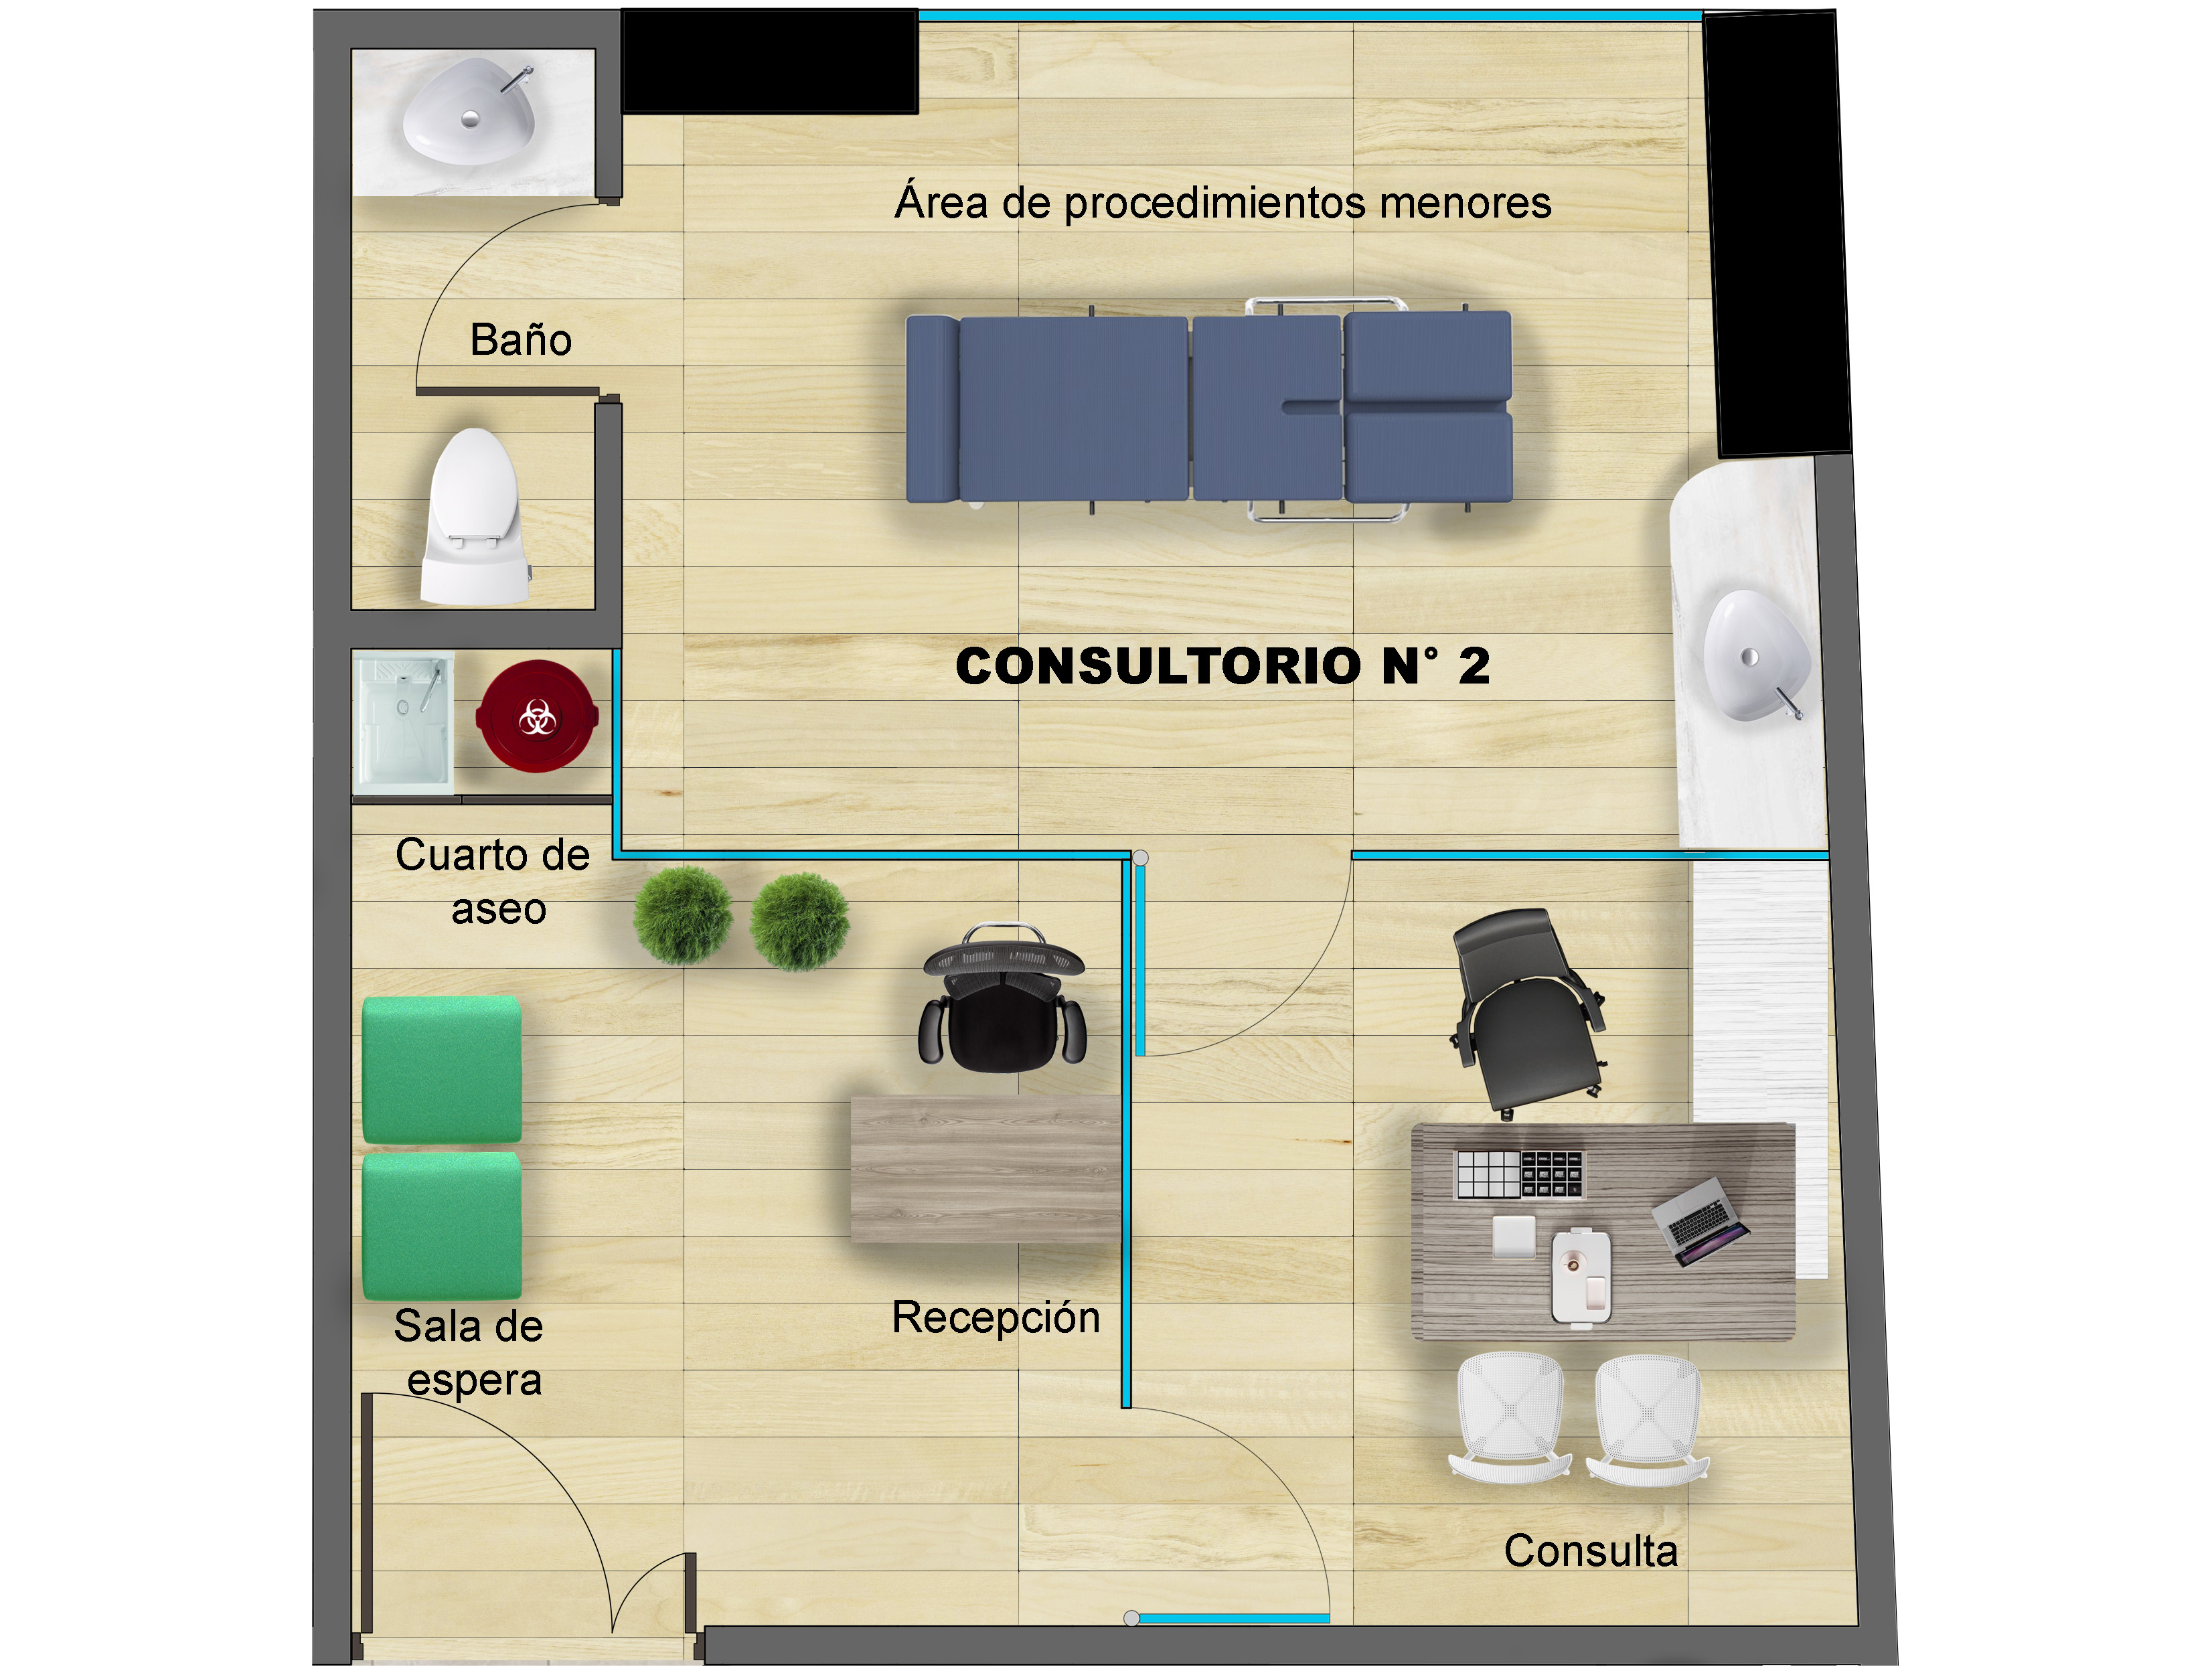 Área de procedimientos menores
Baño
CONSULTORIO N° 2
Cuarto de
aseo
Recepción
Sala de
espera
Consulta